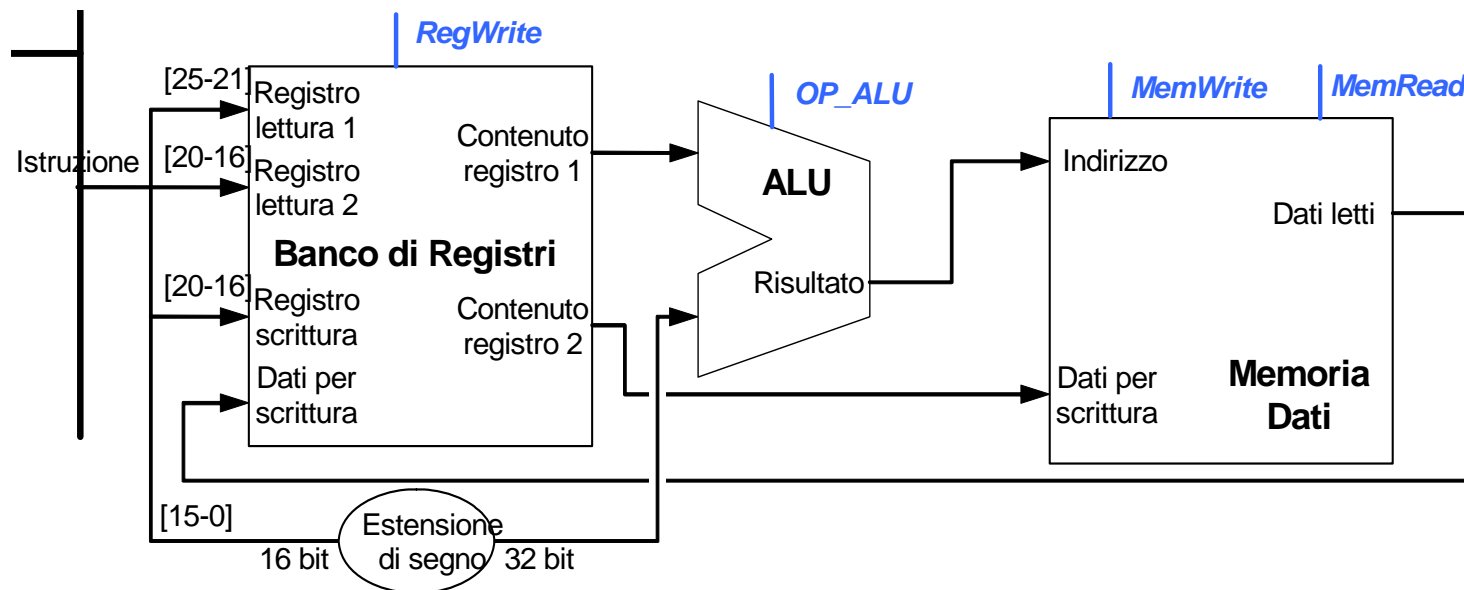 RegWrite
[25-21]
Registro
lettura 1
OP_ALU
MemWrite
MemRead
Istruzione
[20-16]
Registro
lettura 2
Contenuto
registro 1
ALU
Indirizzo
Dati letti
Banco di Registri
[20-16]
Registro
scrittura
Contenuto
registro 2
Risultato
Dati per
scrittura
Dati per
scrittura
Memoria
Dati
[15-0]
16 bit
Estensione
di segno
32 bit